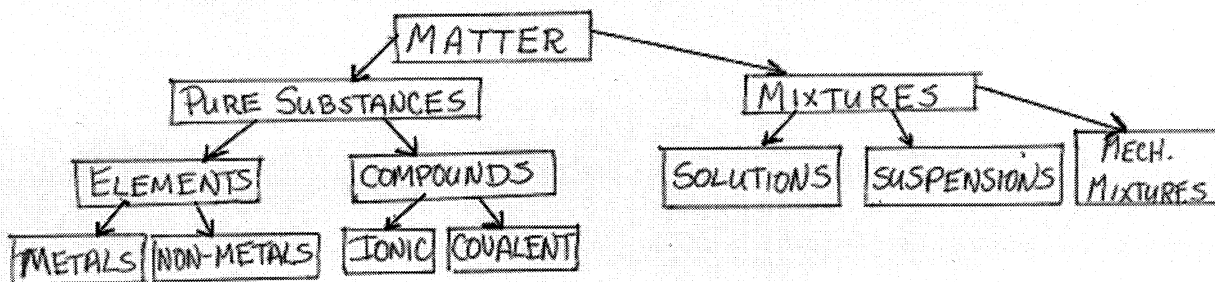 MATTER
PURE SUBSTANCES
MIXTURES
ELEMENTS
COMPOUNDS
SOLUTIONS
SUSPENSIONS
MECH.
MIXTURES
METALS
NON-METALS
IONIC
COVALENT